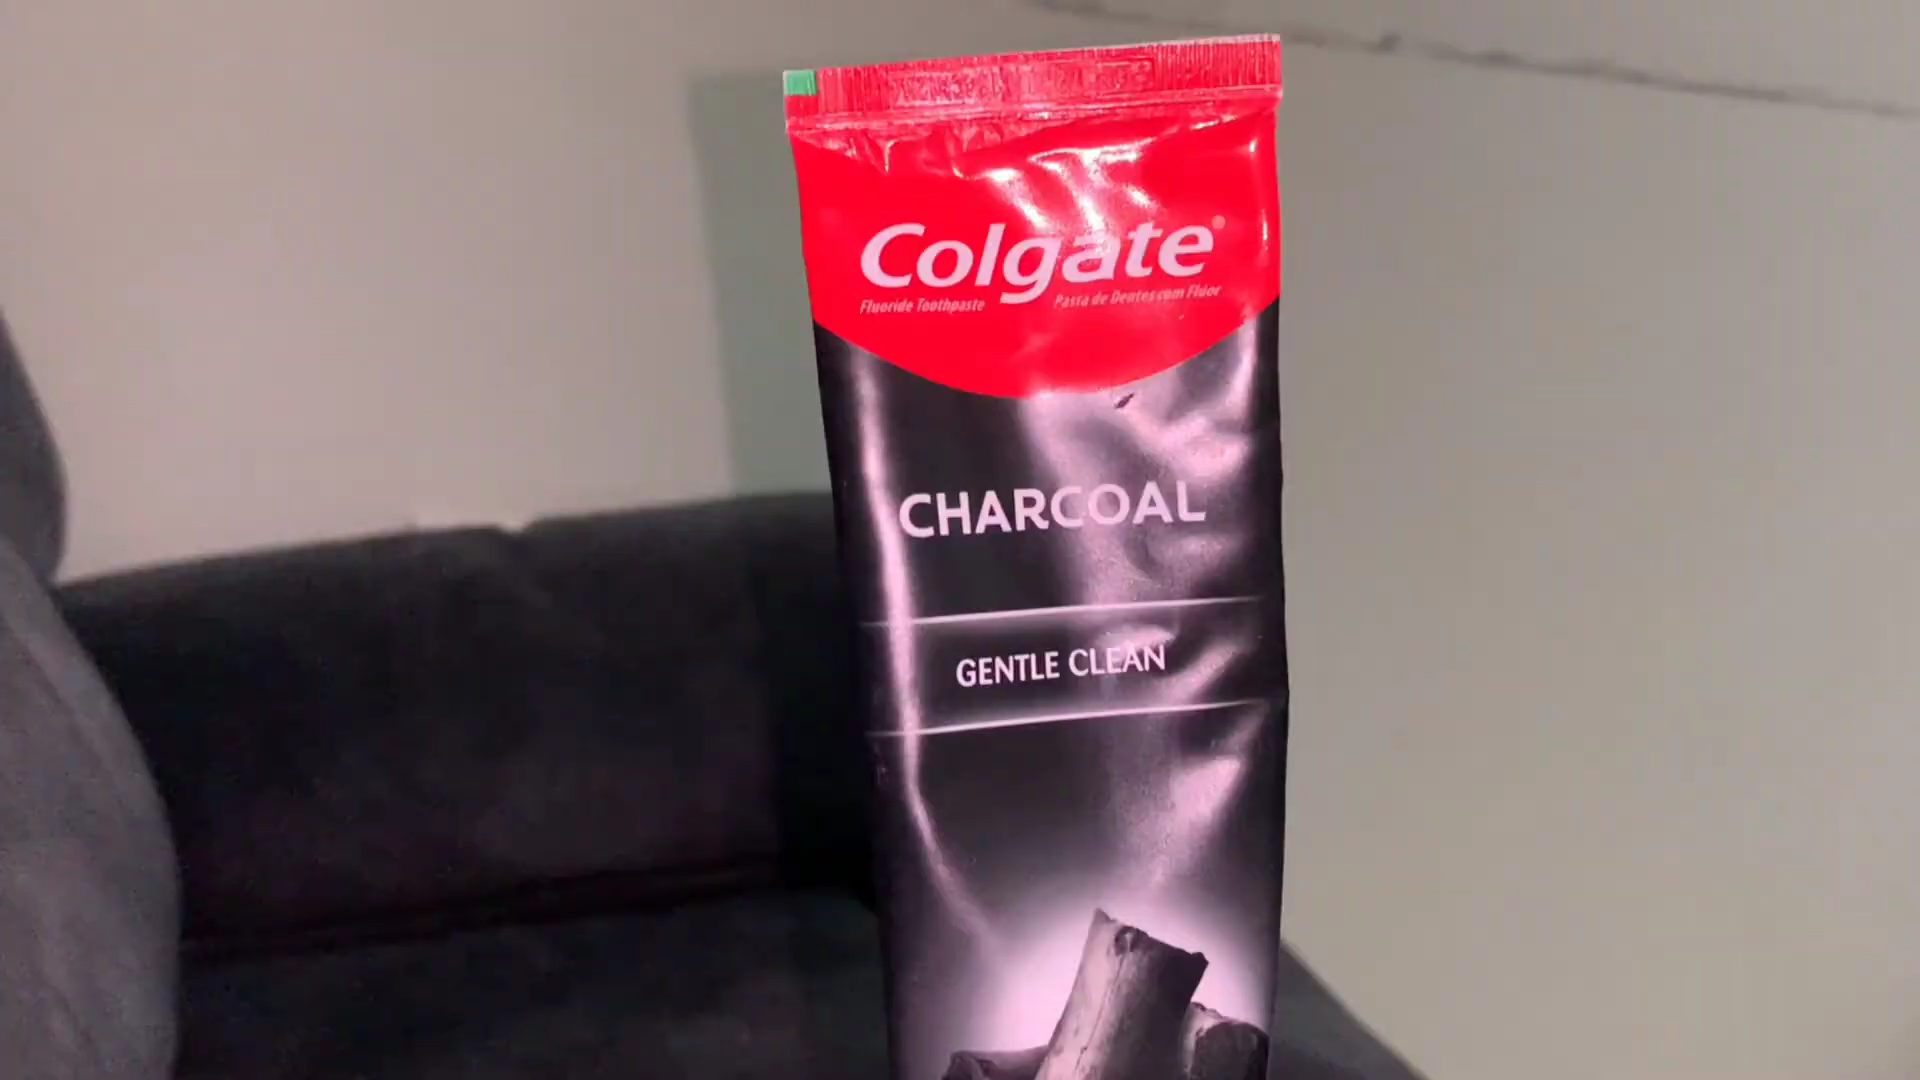 Colgate®
Fluoride Toothpaste Pasta de Dentes com Flúor
CHARCOAL
GENTLE CLEAN